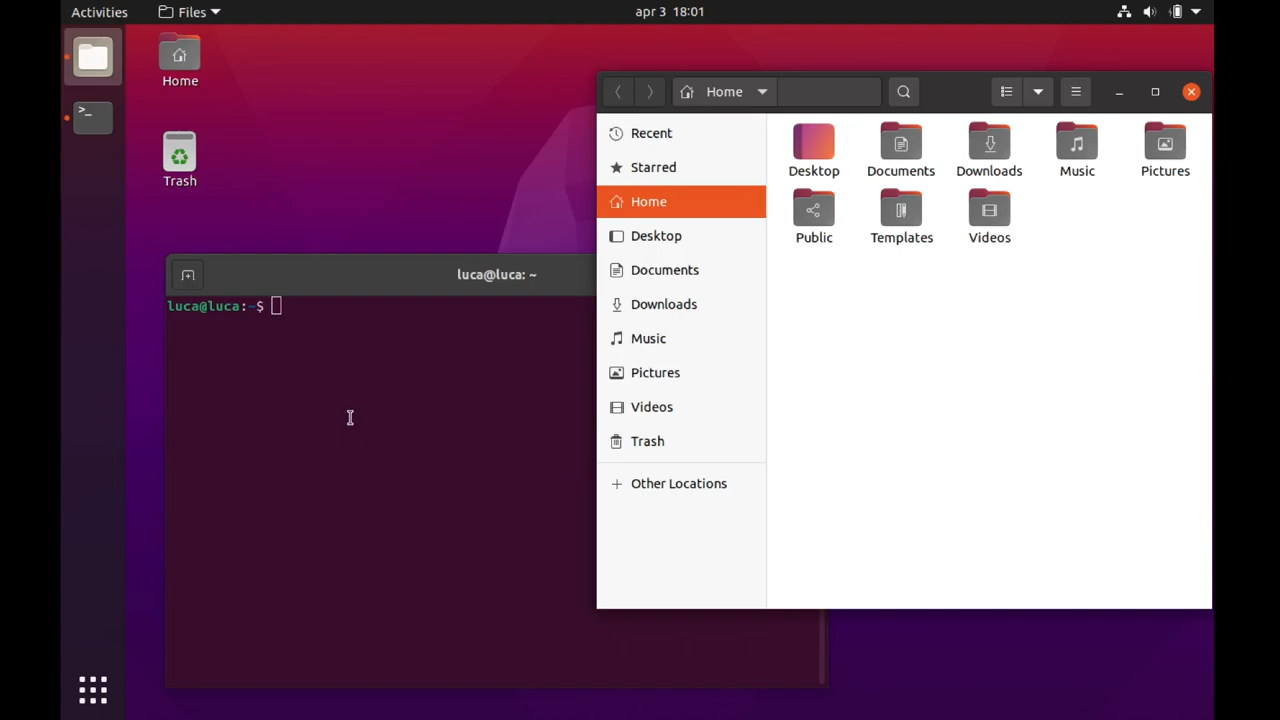 Activities
Files
apr 3 18:01
Home
Trash
luca@luca: ~
luca@luca:~$
Home
Recent
Starred
Home
Desktop
Documents
Downloads
Music
Pictures
Videos
Trash
Other Locations
Desktop
Documents
Downloads
Music
Pictures
Public
Templates
Videos